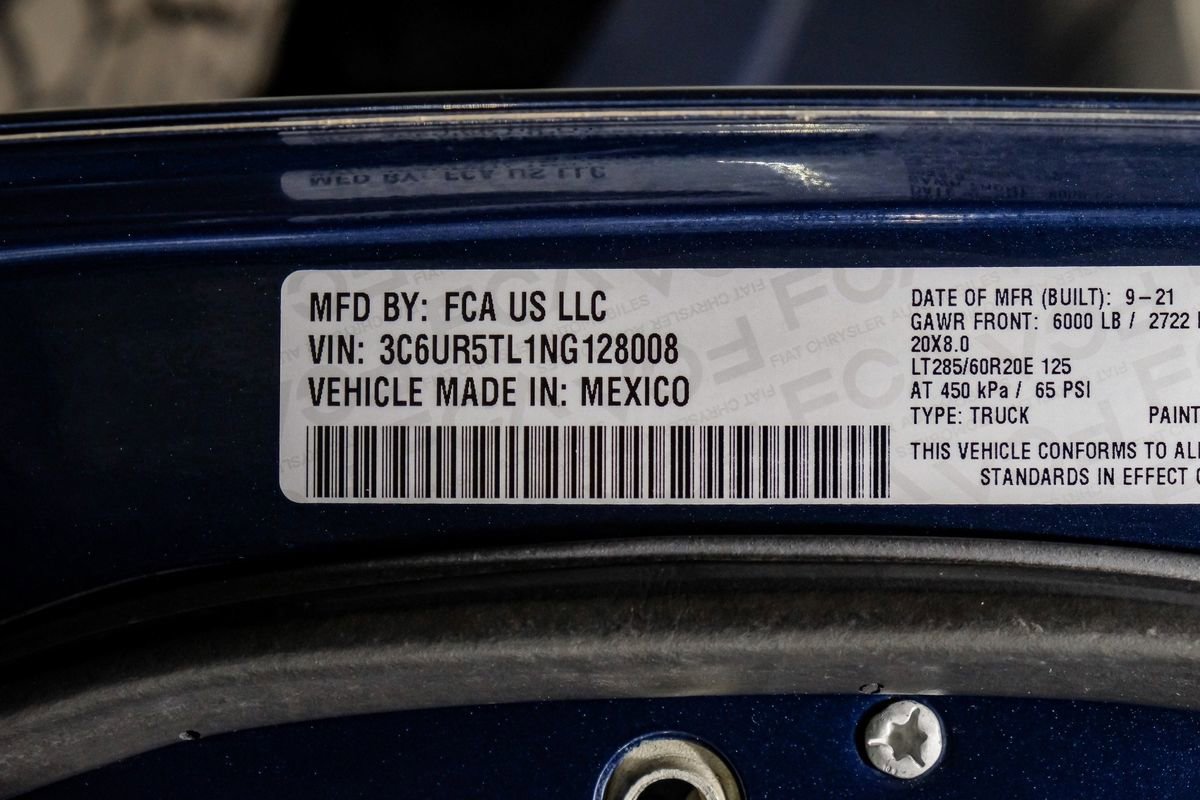 MFD BY: FCA US LLC
VIN: 3C6UR5TL1NG128008
VEHICLE MADE IN: MEXICO
DATE OF MFR (BUILT): 9-21
GAWR FRONT: 6000 LB / 2722
20X8.0
LT285/60R20E 125
AT 450 kPa / 65 PSI
TYPE: TRUCK PAINT
THIS VEHICLE CONFORMS TO ALL
STANDARDS IN EFFECT